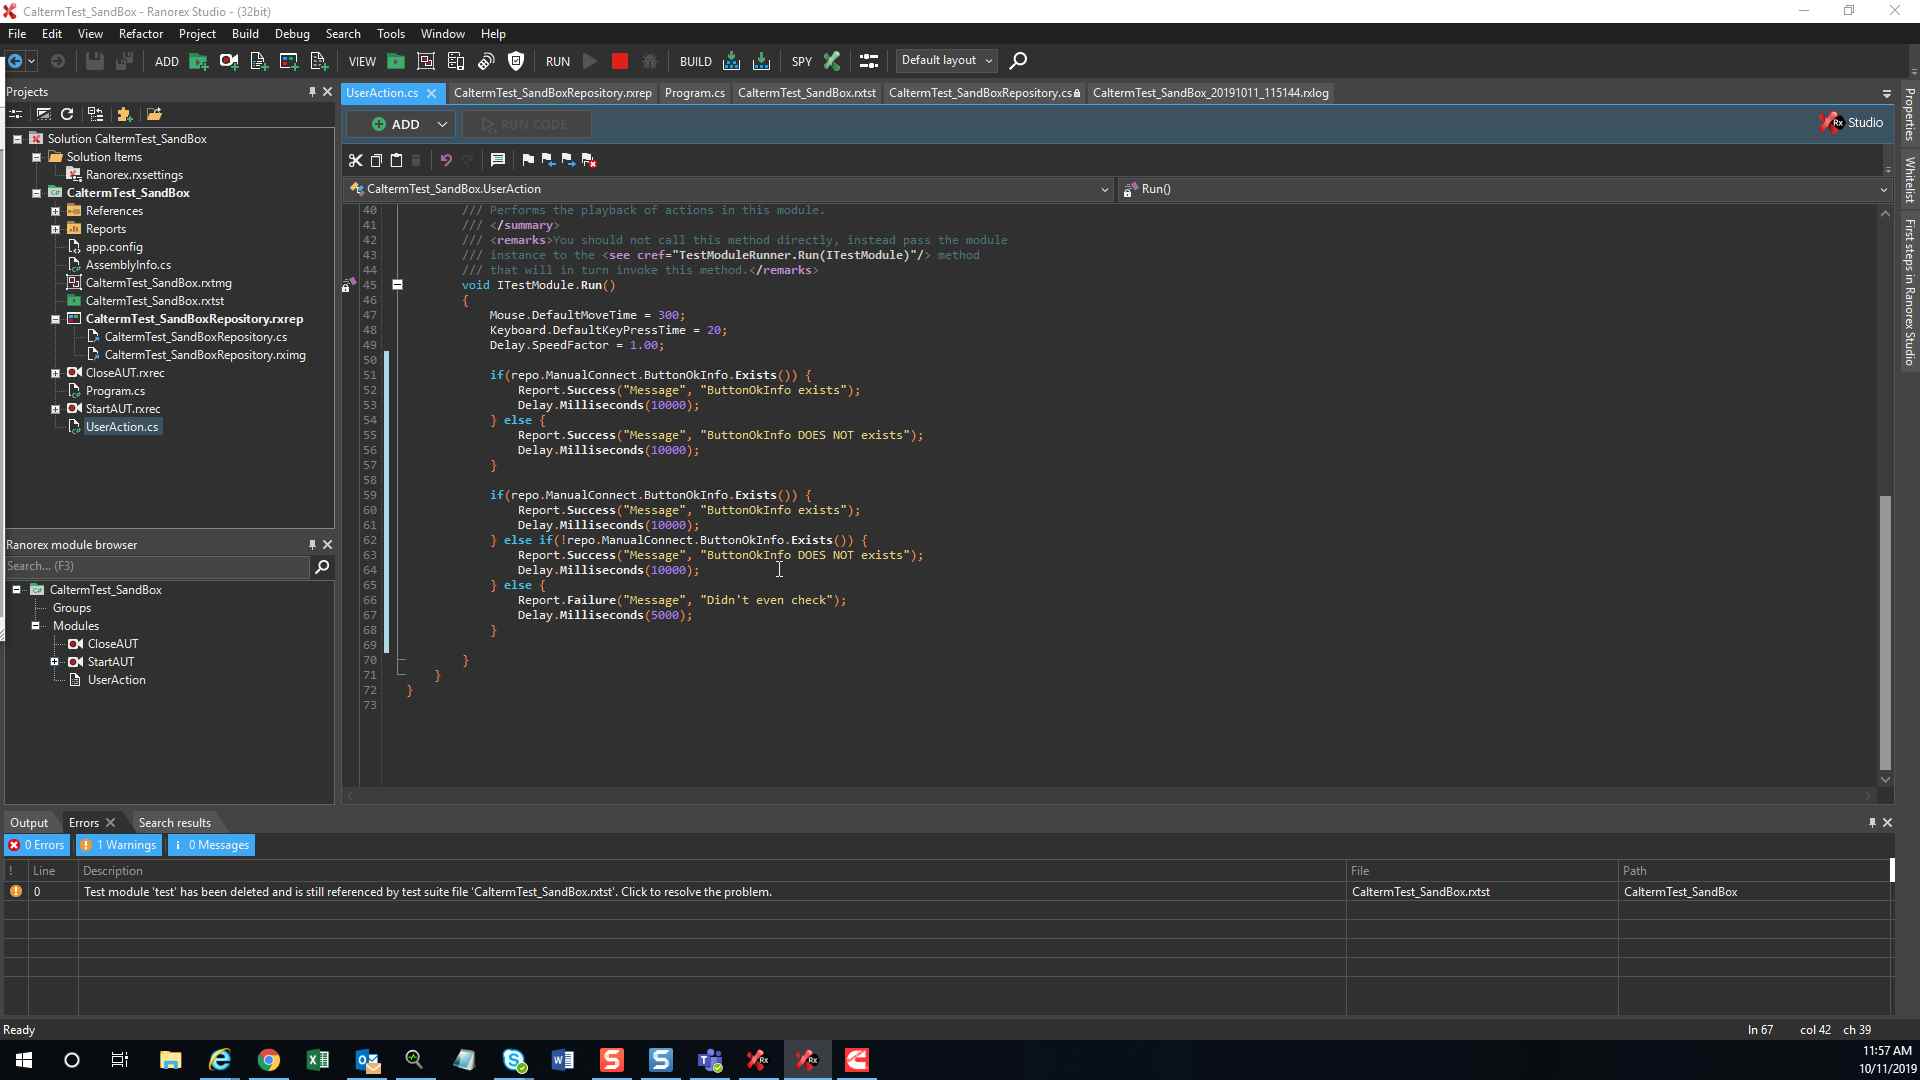 CaltermTest_SandBox - Ranorex Studio - (32bit)
File Edit View Refactor Project Build Debug Search Tools Window Help
ADD VIEW RUN BUILD SPY Default layout
Projects
UserAction.cs CaltermTest_SandBoxRepository.rxrep Program.cs CaltermTest_SandBox.rxtst CaltermTest_SandBoxRepository.cs CaltermTest_SandBox_20191011_115144.rxlog
ADD RUN CODE
Rx Studio
Solution CaltermTest_SandBox
Solution Items
Ranorex.rxsettings
CaltermTest_SandBox
References
Reports
app.config
AssemblyInfo.cs
CaltermTest_SandBox.rxtmg
CaltermTest_SandBox.rxtst
CaltermTest_SandBoxRepository.rxrep
CaltermTest_SandBoxRepository.cs
CaltermTest_SandBoxRepository.rximg
CloseAUT.rxrec
Program.cs
StartAUT.rxrec
UserAction.cs
CaltermTest_SandBox.UserAction
Run()
40 /// Performs the playback of actions in this module.
41 /// </summary>
42 /// <remarks>You should not call this method directly, instead pass the module
43 /// instance to the <see cref="TestModuleRunner.Run(ITestModule)"/> method
44 /// that will in turn invoke this method.</remarks>
45 void ITestModule.Run()
46 {
47 Mouse.DefaultMoveTime = 300;
48 Keyboard.DefaultKeyPressTime = 20;
49 Delay.SpeedFactor = 1.00;
50
51 if(repo.ManualConnect.ButtonOkInfo.Exists()) {
52 Report.Success("Message", "ButtonOkInfo exists");
53 Delay.Milliseconds(10000);
54 } else {
55 Report.Success("Message", "ButtonOkInfo DOES NOT exists");
56 Delay.Milliseconds(10000);
57 }
58
59 if(repo.ManualConnect.ButtonOkInfo.Exists()) {
60 Report.Success("Message", "ButtonOkInfo exists");
61 Delay.Milliseconds(10000);
62 } else if(!repo.ManualConnect.ButtonOkInfo.Exists()) {
63 Report.Success("Message", "ButtonOkInfo DOES NOT exists");
64 Delay.Milliseconds(10000);
65 } else {
66 Report.Failure("Message", "Didn't even check");
67 Delay.Milliseconds(5000);
68 }
69
70 }
71 }
72 }
73
Properties
Whitelist
First steps in Ranorex Studio
Ranorex module browser
Search... (F3)
CaltermTest_SandBox
Groups
Modules
CloseAUT
StartAUT
UserAction
Output Errors Search results
0 Errors 1 Warnings 0 Messages
! Line Description File Path
0 Test module 'test' has been deleted and is still referenced by test suite file 'CaltermTest_SandBox.rxtst'. Click to resolve the problem. CaltermTest_SandBox.rxtst CaltermTest_SandBox
Ready
ln 67 col 42 ch 39
11:57 AM
10/11/2019